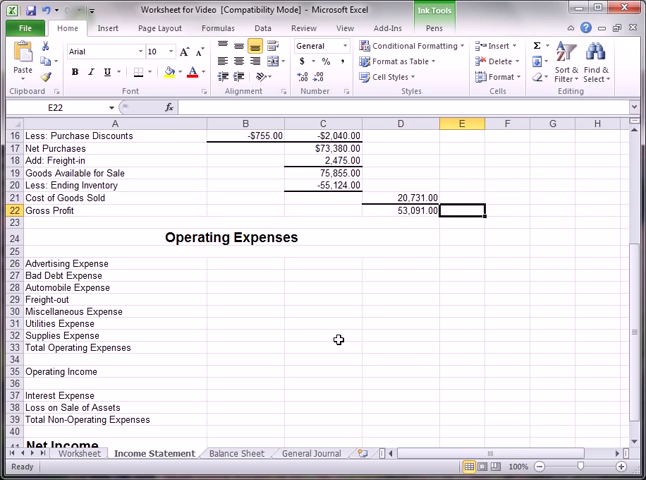 Worksheet for Video [Compatibility Mode] - Microsoft Excel
Ink Tools
File Home Insert Page Layout Formulas Data Review View Add-Ins Pens
Paste
Arial 10
B I U
General
$ % ,
Conditional Formatting
Format as Table
Cell Styles
Insert
Delete
Format
Sort & Filter
Find & Select
Clipboard Font Alignment Number Styles Cells Editing
E22 fx
A B C D E F G H
16 Less: Purchase Discounts -$755.00 -$2,040.00
17 Net Purchases $73,380.00
18 Add: Freight-in 2,475.00
19 Goods Available for Sale 75,855.00
20 Less: Ending Inventory -55,124.00
21 Cost of Goods Sold 20,731.00
22 Gross Profit 53,091.00
23
24 Operating Expenses
25
26 Advertising Expense
27 Bad Debt Expense
28 Automobile Expense
29 Freight-out
30 Miscellaneous Expense
31 Utilities Expense
32 Supplies Expense
33 Total Operating Expenses
34
35 Operating Income
36
37 Interest Expense
38 Loss on Sale of Assets
39 Total Non-Operating Expenses
40
41 Net Income
Worksheet Income Statement Balance Sheet General Journal
Ready 100%